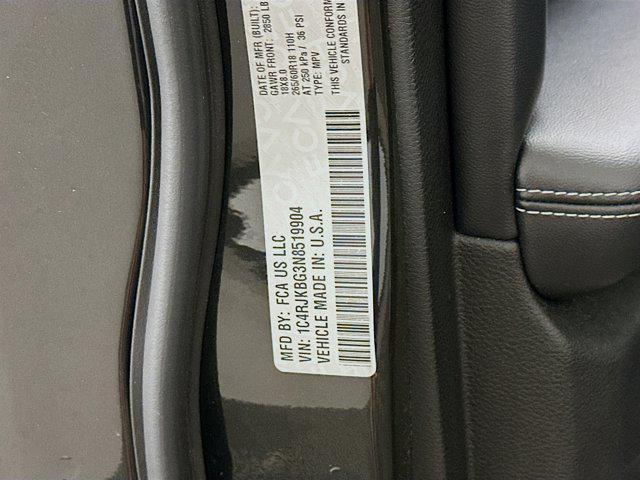 MFD BY: FCA US LLC
VIN: 1C4RJKBG3N8519904
VEHICLE MADE IN: U.S.A.
DATE OF MFR (BUILT):
GAWR FRONT: 2850 LB
18X8.0
265/60R18 110H
AT 250 kPa / 36 PSI
TYPE: MPV
THIS VEHICLE CONFORM
STANDARDS IN